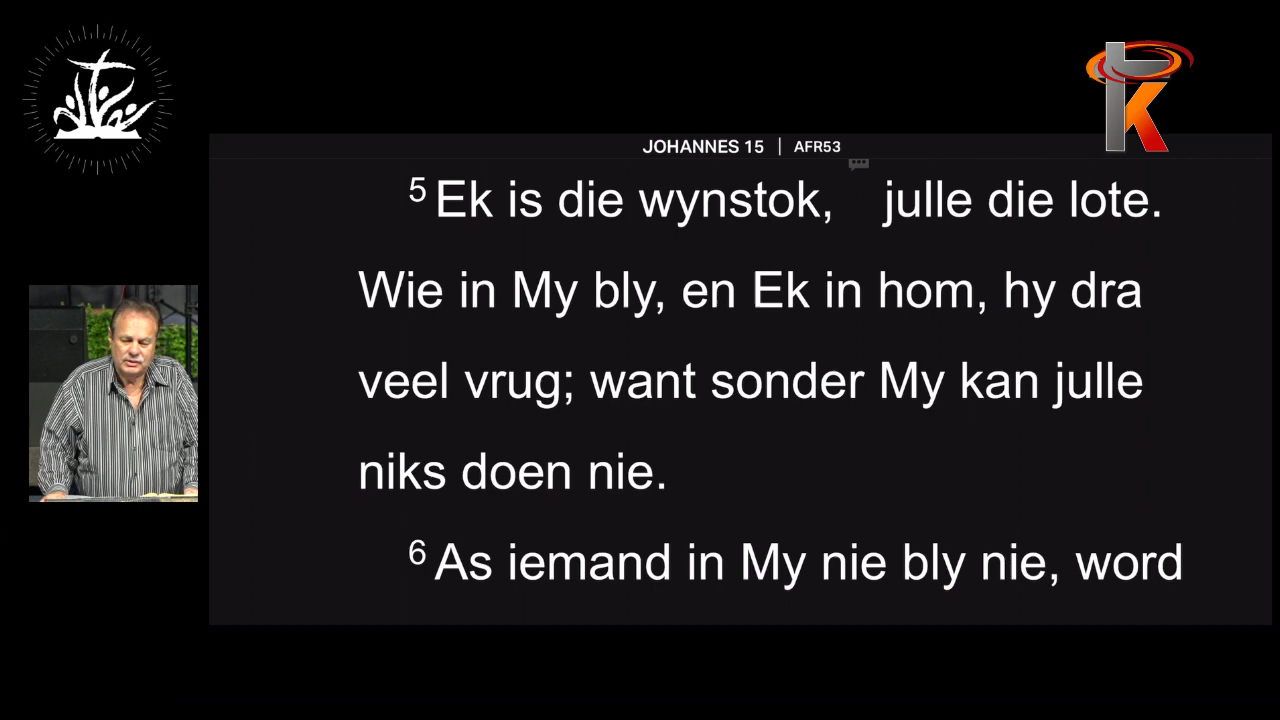 JOHANNES 15 | AFR53
5 Ek is die wynstok, julle die lote.
Wie in My bly, en Ek in hom, hy dra
veel vrug; want sonder My kan julle
niks doen nie.
6 As iemand in My nie bly nie, word